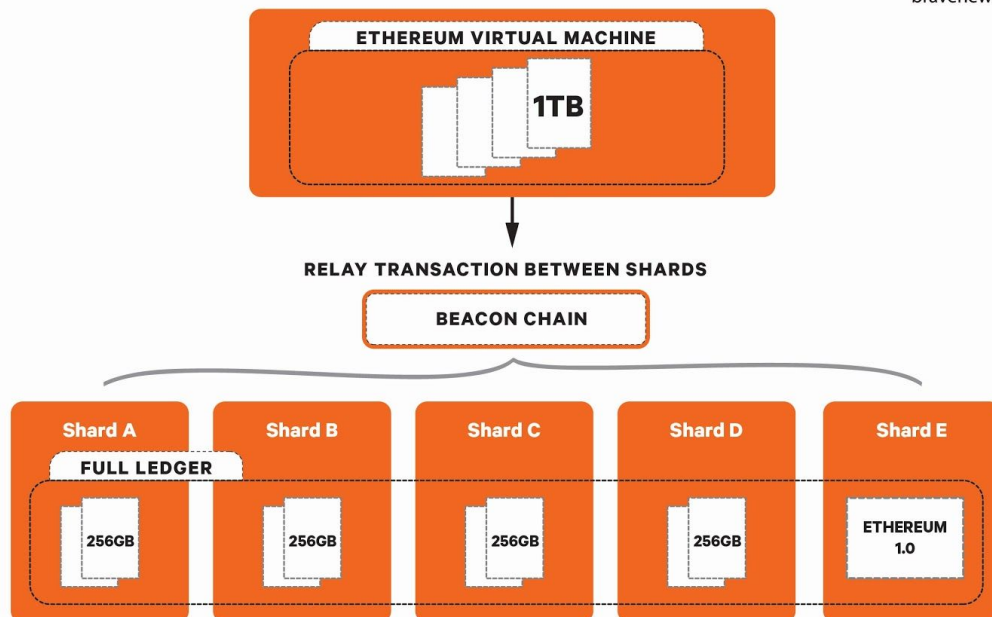 bravenew
ETHEREUM VIRTUAL MACHINE
1TB
RELAY TRANSACTION BETWEEN SHARDS
BEACON CHAIN
Shard A
Shard B
Shard C
Shard D
Shard E
FULL LEDGER
256GB
256GB
256GB
256GB
ETHEREUM
1.0